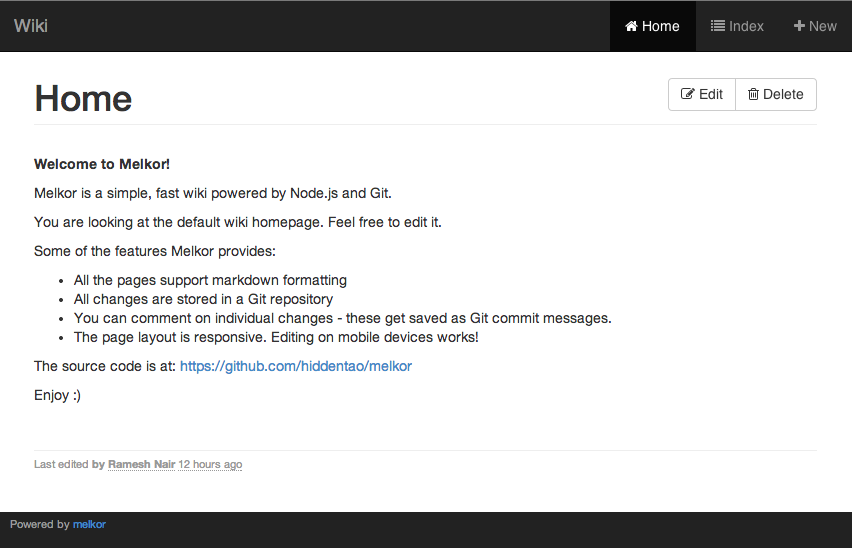 Wiki Home Index New
Home Edit Delete
Welcome to Melkor!
Melkor is a simple, fast wiki powered by Node.js and Git.
You are looking at the default wiki homepage. Feel free to edit it.
Some of the features Melkor provides:
• All the pages support markdown formatting
• All changes are stored in a Git repository
• You can comment on individual changes - these get saved as Git commit messages.
• The page layout is responsive. Editing on mobile devices works!
The source code is at: https://github.com/hiddentao/melkor
Enjoy :)
Last edited by Ramesh Nair 12 hours ago
Powered by melkor